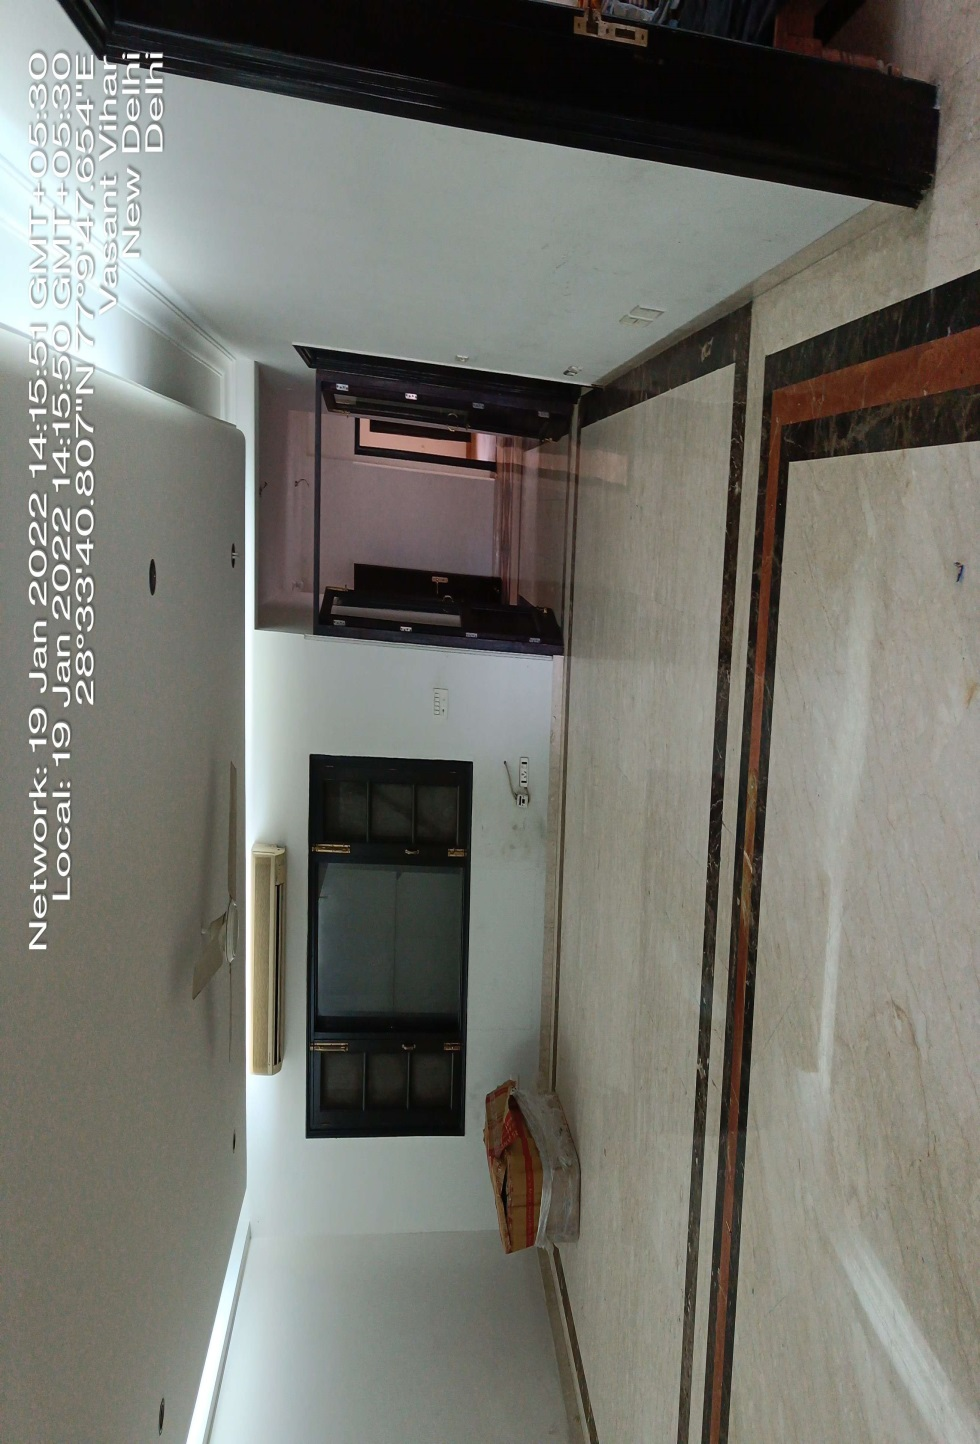 Network: 19 Jan 2022 14:15:51 GMT+05:30
Local: 19 Jan 2022 14:15:50 GMT+05:30
28°33'40.807"N 77°9'47.654"E
Vasant Vihar
New Delhi
Delhi